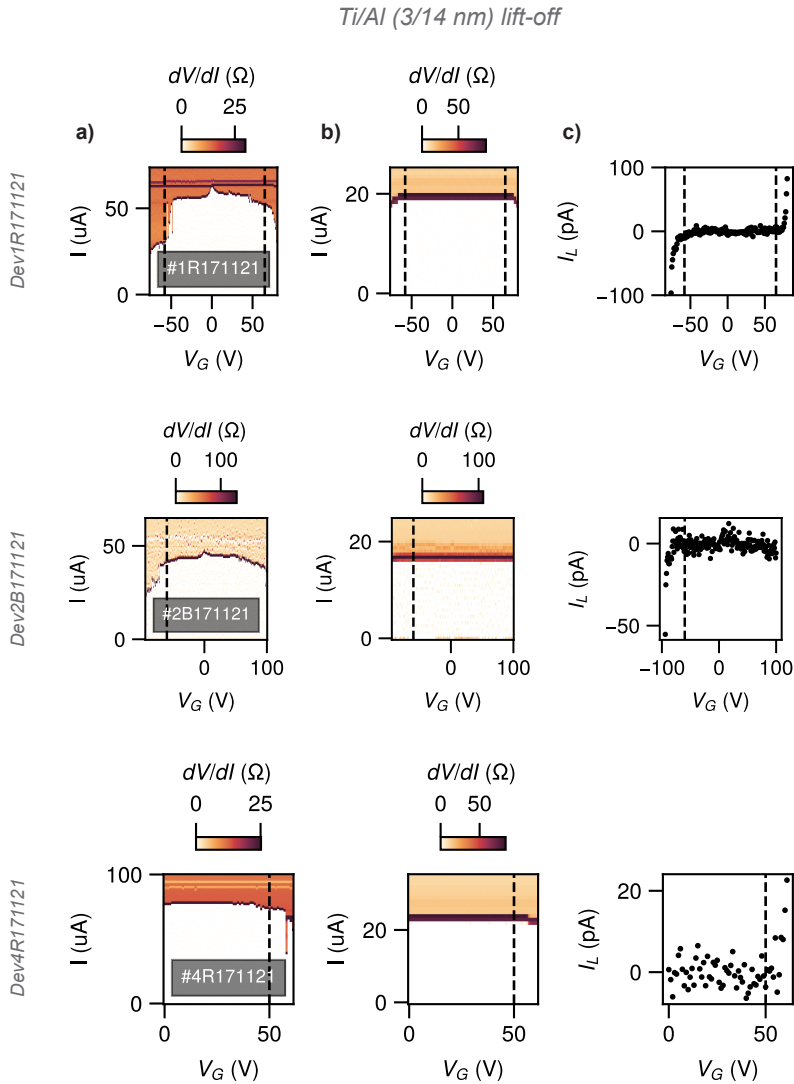 Ti/Al (3/14 nm) lift-off
dV/dI (Ω)
0 25
dV/dI (Ω)
0 50
a) b) c)
Dev1R171121
I (uA)
50
0
#1R171121
−50 0 50
V_G (V)
I (uA)
20
0
−50 0 50
V_G (V)
I_L (pA)
100
0
−100
−50 0 50
V_G (V)
dV/dI (Ω)
0 100
dV/dI (Ω)
0 100
Dev2B171121
I (uA)
50
0
#2B171121
0 100
V_G (V)
I (uA)
20
0
0 100
V_G (V)
I_L (pA)
0
−50
−100 0 100
V_G (V)
dV/dI (Ω)
0 25
dV/dI (Ω)
0 50
Dev4R171121
I (uA)
100
0
#4R171121
0 50
V_G (V)
I (uA)
20
0
0 50
V_G (V)
I_L (pA)
20
0
0 50
V_G (V)